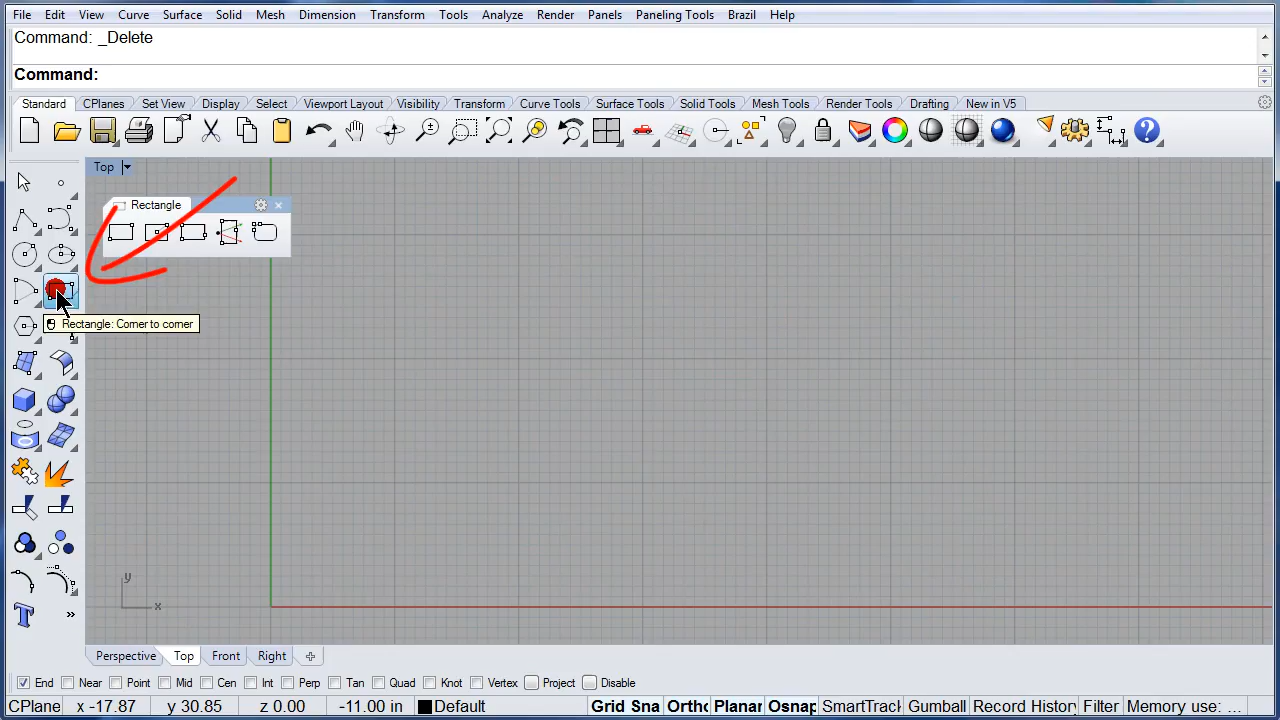 File Edit View Curve Surface Solid Mesh Dimension Transform Tools Analyze Render Panels Paneling Tools Brazil Help
Command: _Delete
Command:
Standard CPlanes Set View Display Select Viewport Layout Visibility Transform Curve Tools Surface Tools Solid Tools Mesh Tools Render Tools Drafting New in V5
Top
Rectangle
Rectangle: Corner to corner
y
x
Perspective Top Front Right
End Near Point Mid Cen Int Perp Tan Quad Knot Vertex Project Disable
CPlane x -17.87 y 30.85 z 0.00 -11.00 in Default Grid Sna Ortho Planar Osnap SmartTrack Gumball Record History Filter Memory use: ...